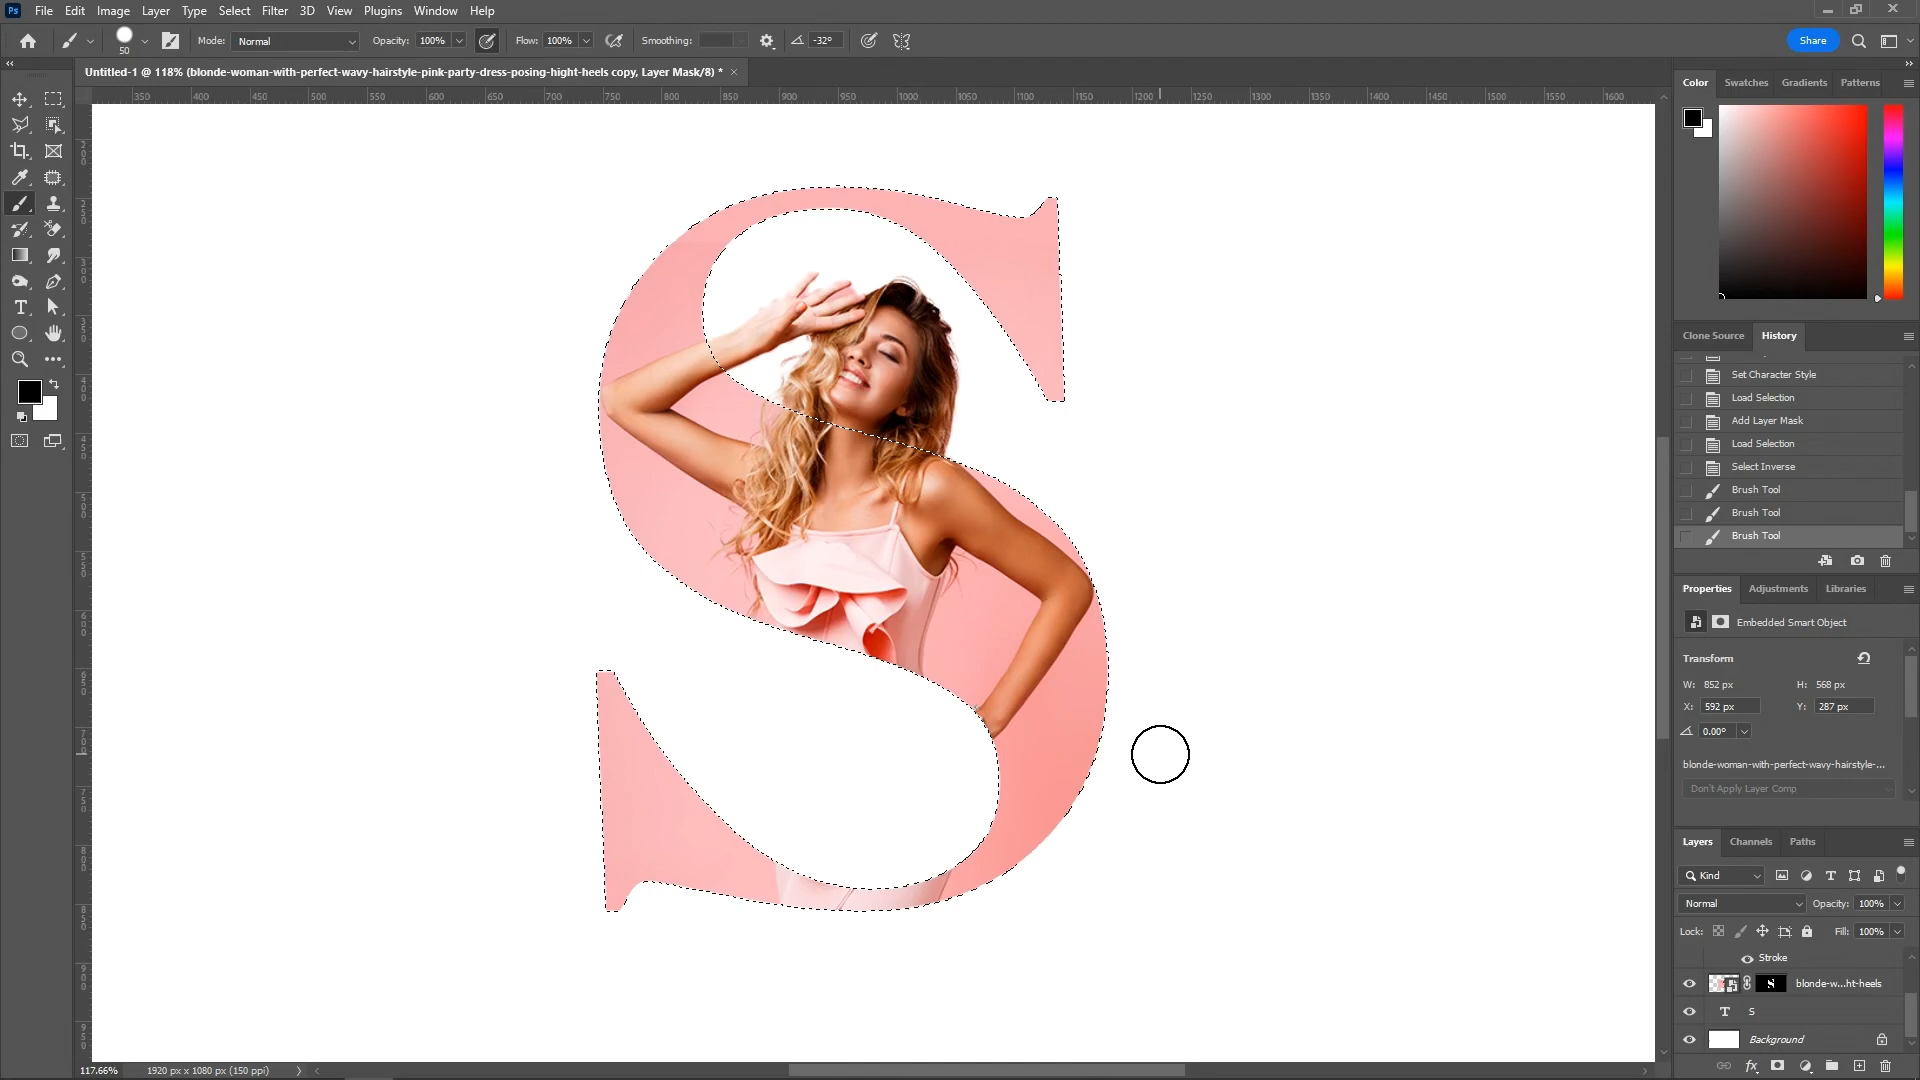 Ps File Edit Image Layer Type Select Filter 3D View Plugins Window Help
50 Mode: Normal Opacity: 100% Flow: 100% Smoothing: -32° Share
Untitled-1 @ 118% (blonde-woman-with-perfect-wavy-hairstyle-pink-party-dress-posing-hight-heels copy, Layer Mask/8) * ×
350 400 450 500 550 600 650 700 750 800 850 900 950 1000 1050 1100 1150 1200 1250 1300 1350 1400 1450 1500 1550 1600
Color Swatches Gradients Patterns
Clone Source History
Set Character Style
Load Selection
Add Layer Mask
Load Selection
Select Inverse
Brush Tool
Brush Tool
Brush Tool
Properties Adjustments Libraries
Embedded Smart Object
Transform
W: 852 px H: 568 px
X: 592 px Y: 287 px
0.00°
blonde-woman-with-perfect-wavy-hairstyle-...
Don't Apply Layer Comp
Layers Channels Paths
Kind
Normal Opacity: 100%
Lock: Fill: 100%
Stroke
S blonde-w...ht-heels
T S
Background
fx
117.66% 1920 px x 1080 px (150 ppi)